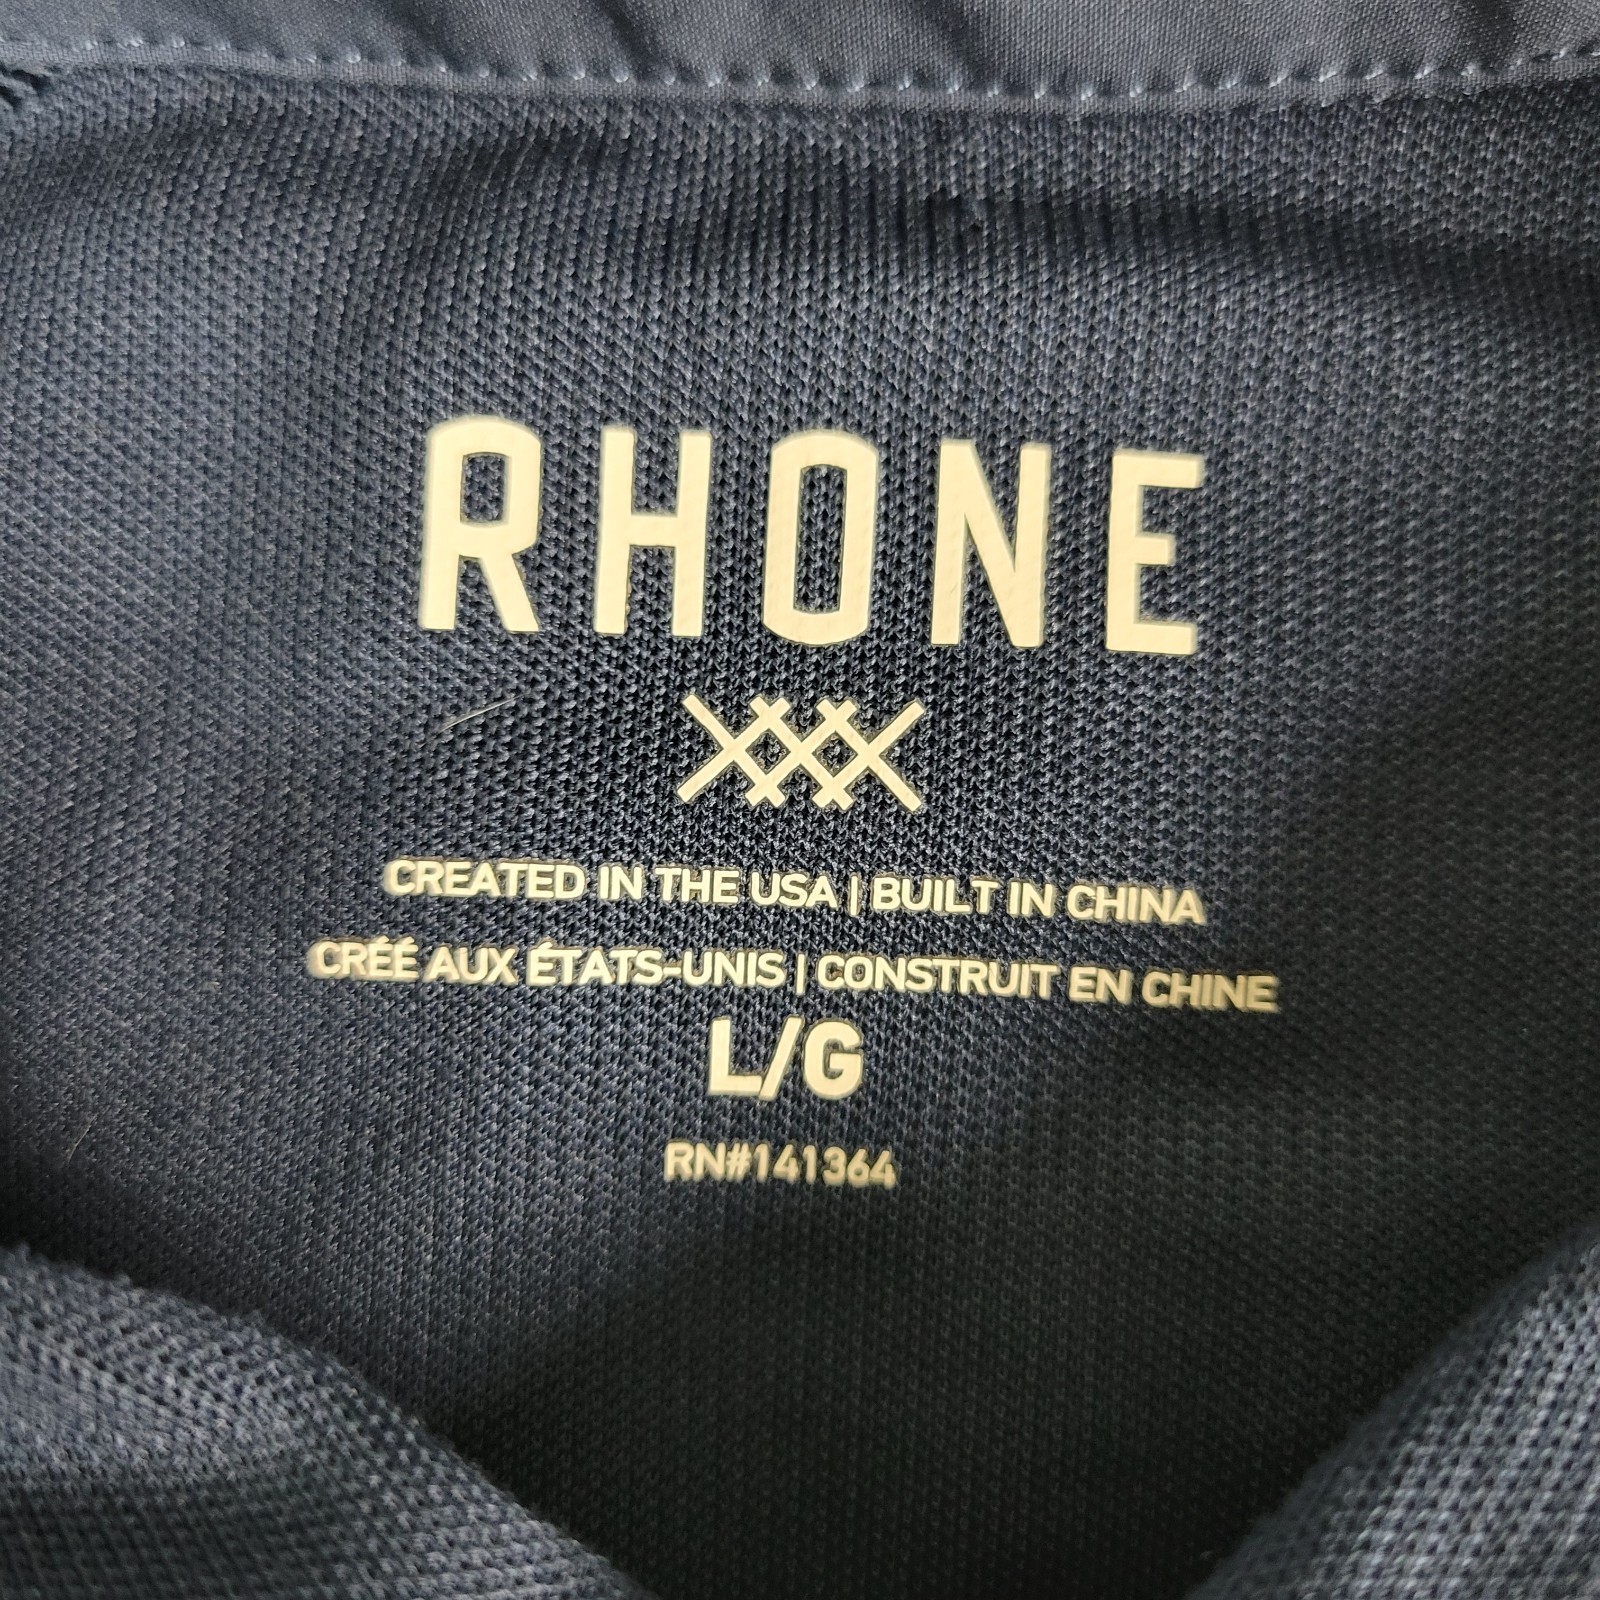 RHONE
CREATED IN THE USA | BUILT IN CHINA
CRÉÉ AUX ÉTATS-UNIS | CONSTRUIT EN CHINE
L/G
RN#141364